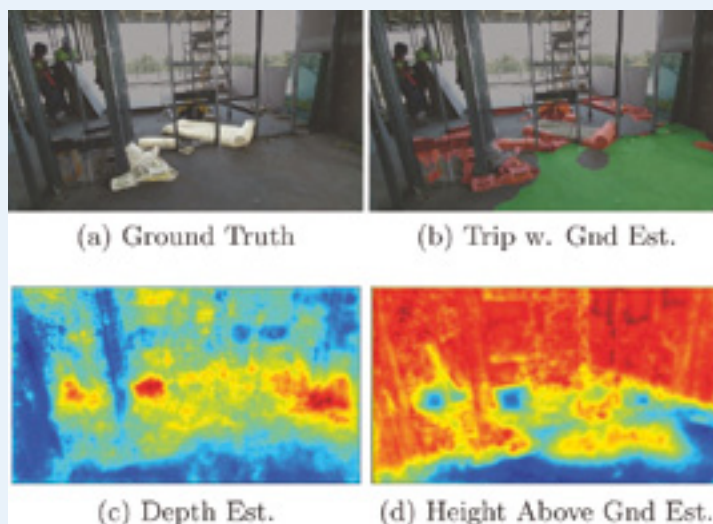 (a) Ground Truth
(b) Trip w. Gnd Est.
(c) Depth Est.
(d) Height Above Gnd Est.